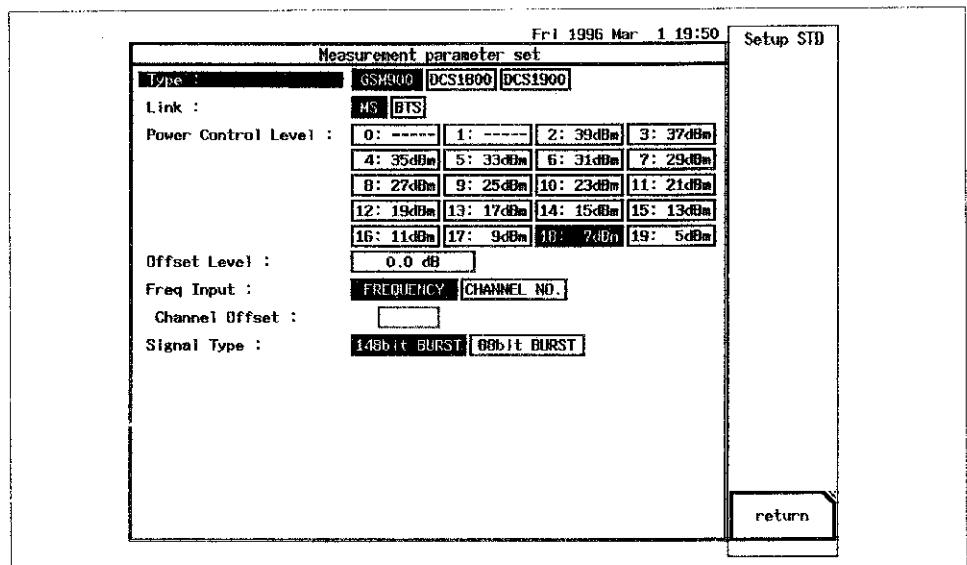 Fri 1996 Mar 1 19:50
Setup STD
Measurement parameter set
Type : GSM900 DCS1800 DCS1900
Link : MS BTS
Power Control Level : 0: ----- 1: ----- 2: 39dBm 3: 37dBm
4: 35dBm 5: 33dBm 6: 31dBm 7: 29dBm
8: 27dBm 9: 25dBm 10: 23dBm 11: 21dBm
12: 19dBm 13: 17dBm 14: 15dBm 15: 13dBm
16: 11dBm 17: 9dBm 18: 7dBm 19: 5dBm
Offset Level : 0.0 dB
Freq Input : FREQUENCY CHANNEL NO.
Channel Offset :
Signal Type : 148bit BURST 88bit BURST
return